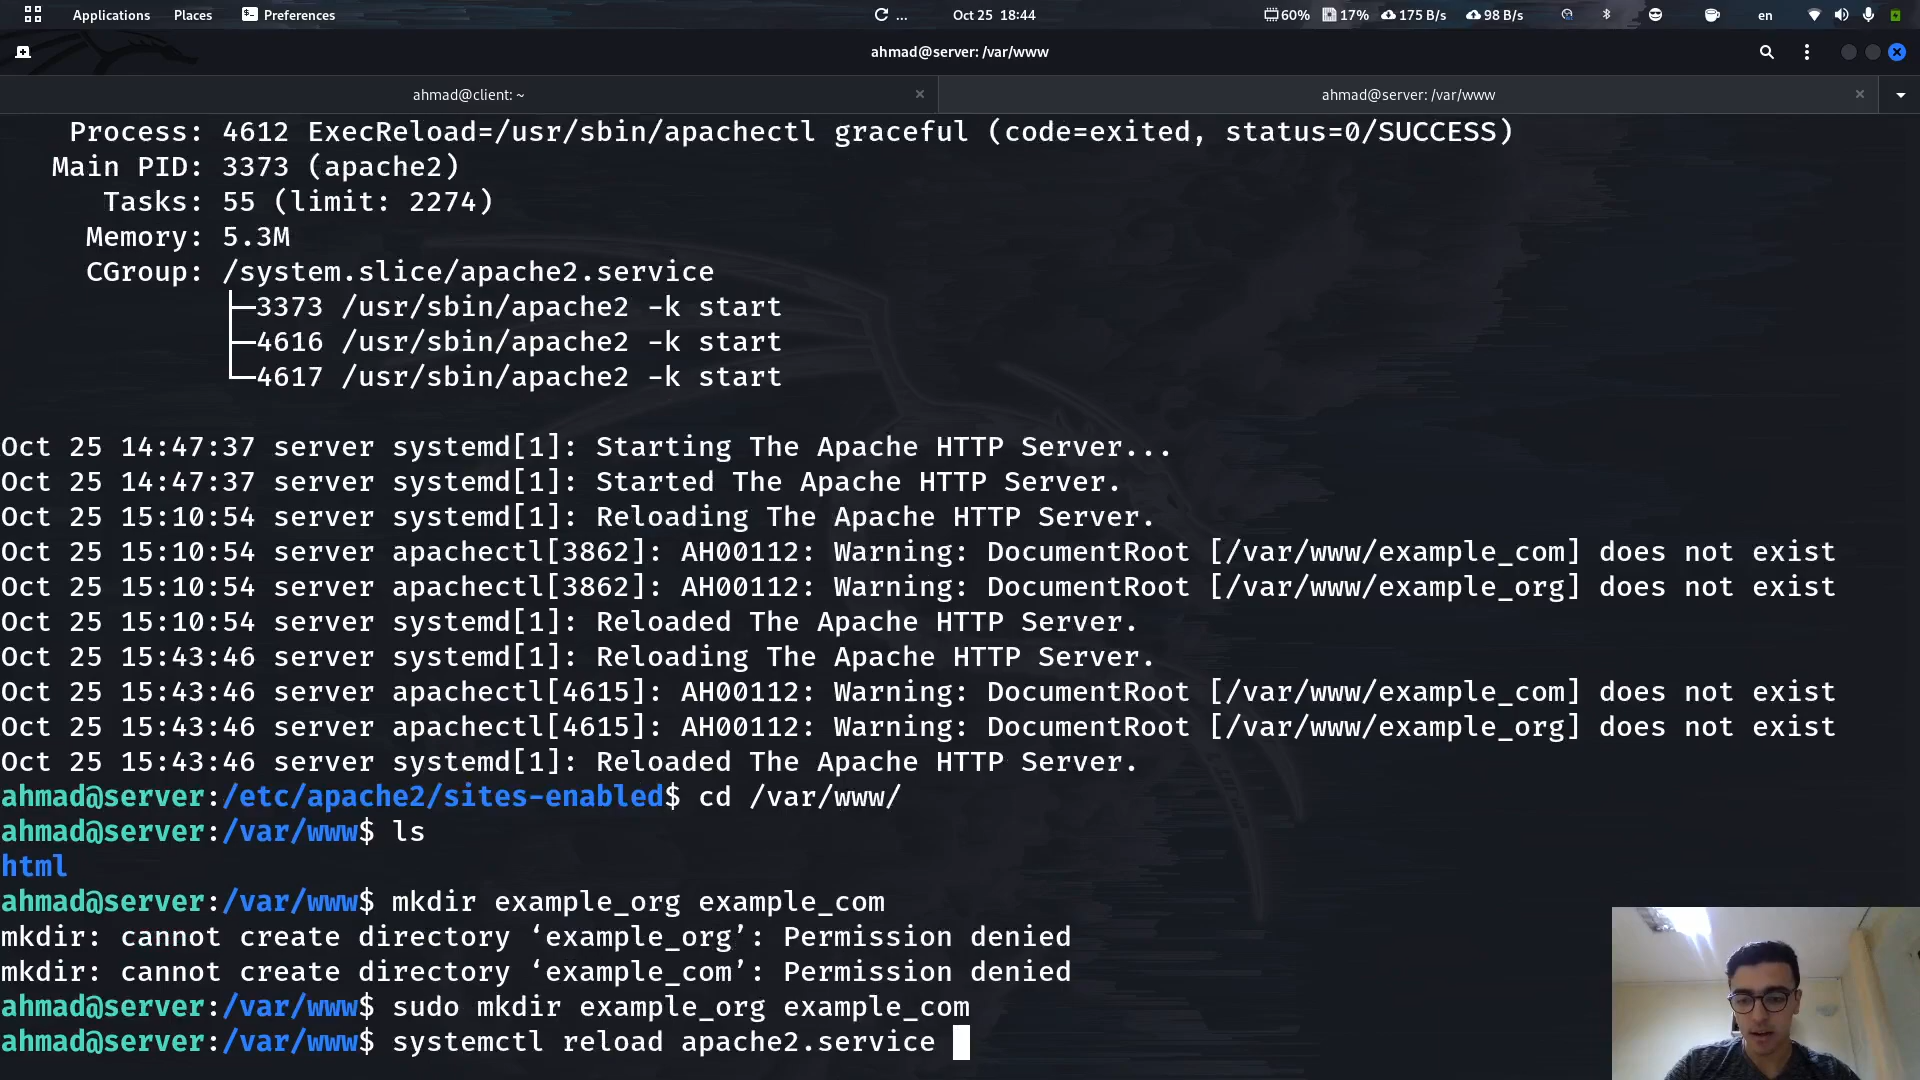 Applications Places Preferences ... Oct 25 18:44 60% 17% 175 B/s 98 B/s en
ahmad@server: /var/www
ahmad@client: ~ ahmad@server: /var/www
Process: 4612 ExecReload=/usr/sbin/apachectl graceful (code=exited, status=0/SUCCESS)
Main PID: 3373 (apache2)
Tasks: 55 (limit: 2274)
Memory: 5.3M
CGroup: /system.slice/apache2.service
├─3373 /usr/sbin/apache2 -k start
├─4616 /usr/sbin/apache2 -k start
└─4617 /usr/sbin/apache2 -k start
Oct 25 14:47:37 server systemd[1]: Starting The Apache HTTP Server...
Oct 25 14:47:37 server systemd[1]: Started The Apache HTTP Server.
Oct 25 15:10:54 server systemd[1]: Reloading The Apache HTTP Server.
Oct 25 15:10:54 server apachectl[3862]: AH00112: Warning: DocumentRoot [/var/www/example_com] does not exist
Oct 25 15:10:54 server apachectl[3862]: AH00112: Warning: DocumentRoot [/var/www/example_org] does not exist
Oct 25 15:10:54 server systemd[1]: Reloaded The Apache HTTP Server.
Oct 25 15:43:46 server systemd[1]: Reloading The Apache HTTP Server.
Oct 25 15:43:46 server apachectl[4615]: AH00112: Warning: DocumentRoot [/var/www/example_com] does not exist
Oct 25 15:43:46 server apachectl[4615]: AH00112: Warning: DocumentRoot [/var/www/example_org] does not exist
Oct 25 15:43:46 server systemd[1]: Reloaded The Apache HTTP Server.
ahmad@server:/etc/apache2/sites-enabled$ cd /var/www/
ahmad@server:/var/www$ ls
html
ahmad@server:/var/www$ mkdir example_org example_com
mkdir: cannot create directory ‘example_org’: Permission denied
mkdir: cannot create directory ‘example_com’: Permission denied
ahmad@server:/var/www$ sudo mkdir example_org example_com
ahmad@server:/var/www$ systemctl reload apache2.service